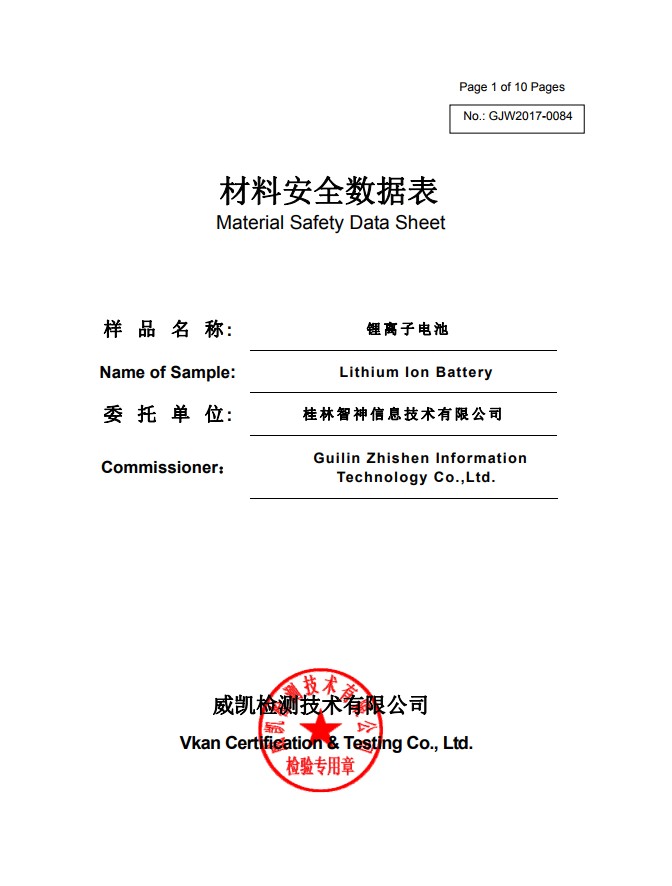 Page 1 of 10 Pages
No.: GJW2017-0084
材料安全数据表
Material Safety Data Sheet
样 品 名 称:
锂离子电池
Name of Sample:
Lithium Ion Battery
委 托 单 位:
桂林智神信息技术有限公司
Commissioner：
Guilin Zhishen Information
Technology Co.,Ltd.
威凯检测技术有限公司
Vkan Certification & Testing Co., Ltd.
威凯检测技术有限公司
检验专用章